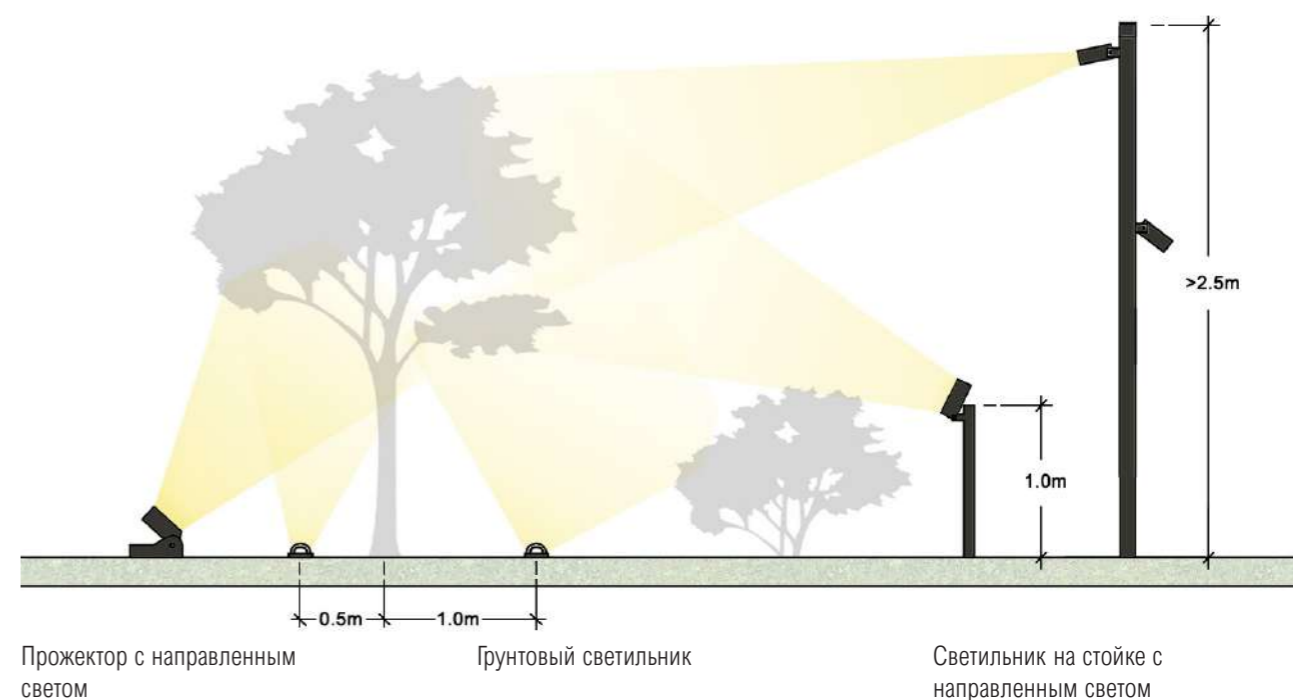 >2.5m
1.0m
0.5m
1.0m
Прожектор с направленным
светом
Грунтовый светильник
Светильник на стойке с
направленным светом